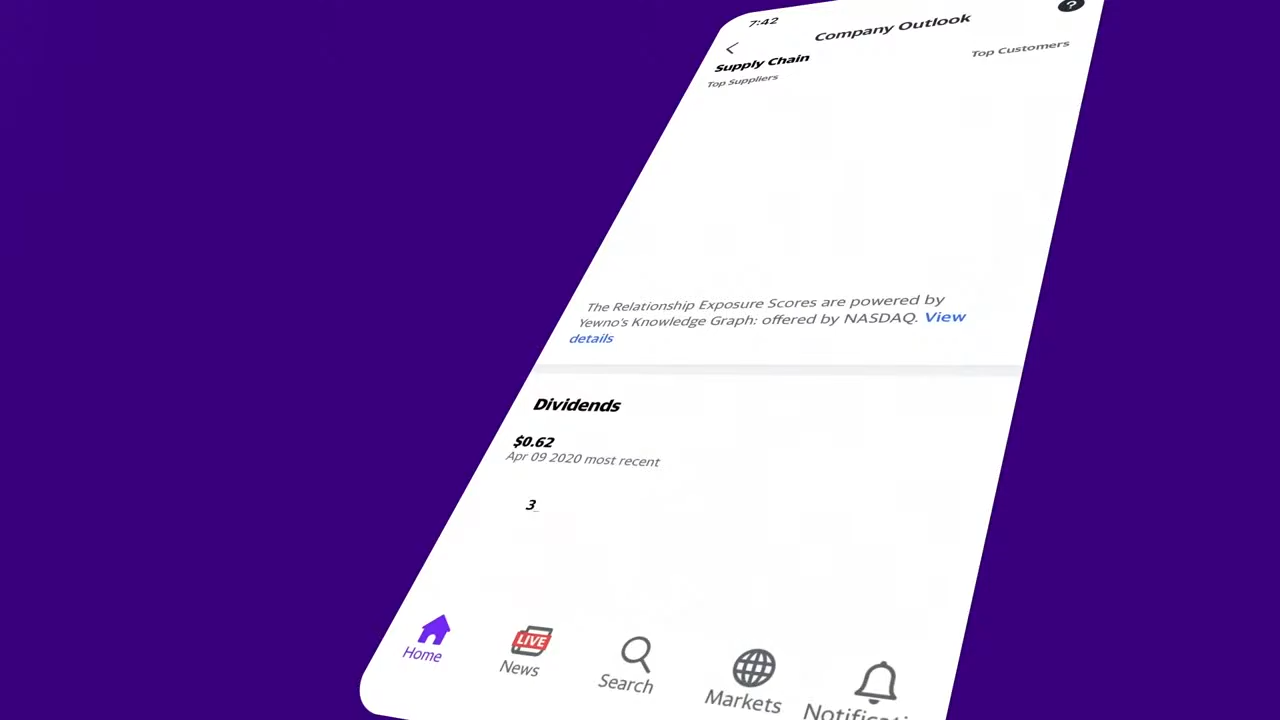 7:42
?
Company Outlook
Supply Chain
Top Suppliers
Top Customers
The Relationship Exposure Scores are powered by
Yewno's Knowledge Graph: offered by NASDAQ. View
details
Dividends
$0.62
Apr 09 2020 most recent
3
Home
LIVE
News
Search
Markets